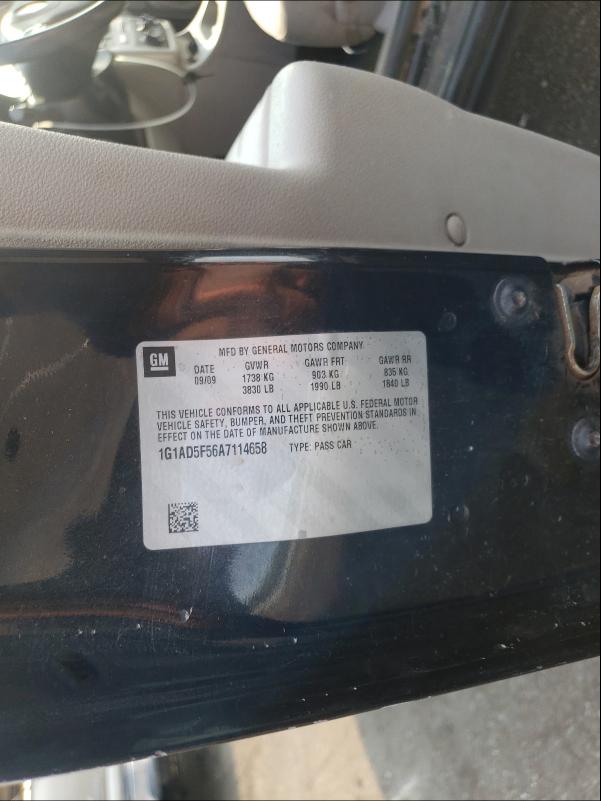 GM
MFD BY GENERAL MOTORS COMPANY
DATE GVWR GAWR FRT GAWR RR
09/09 1738 KG 903 KG 835 KG
3830 LB 1990 LB 1840 LB
THIS VEHICLE CONFORMS TO ALL APPLICABLE U.S. FEDERAL MOTOR
VEHICLE SAFETY, BUMPER, AND THEFT PREVENTION STANDARDS IN
EFFECT ON THE DATE OF MANUFACTURE SHOWN ABOVE.
1G1AD5F56A7114658 TYPE: PASS CAR